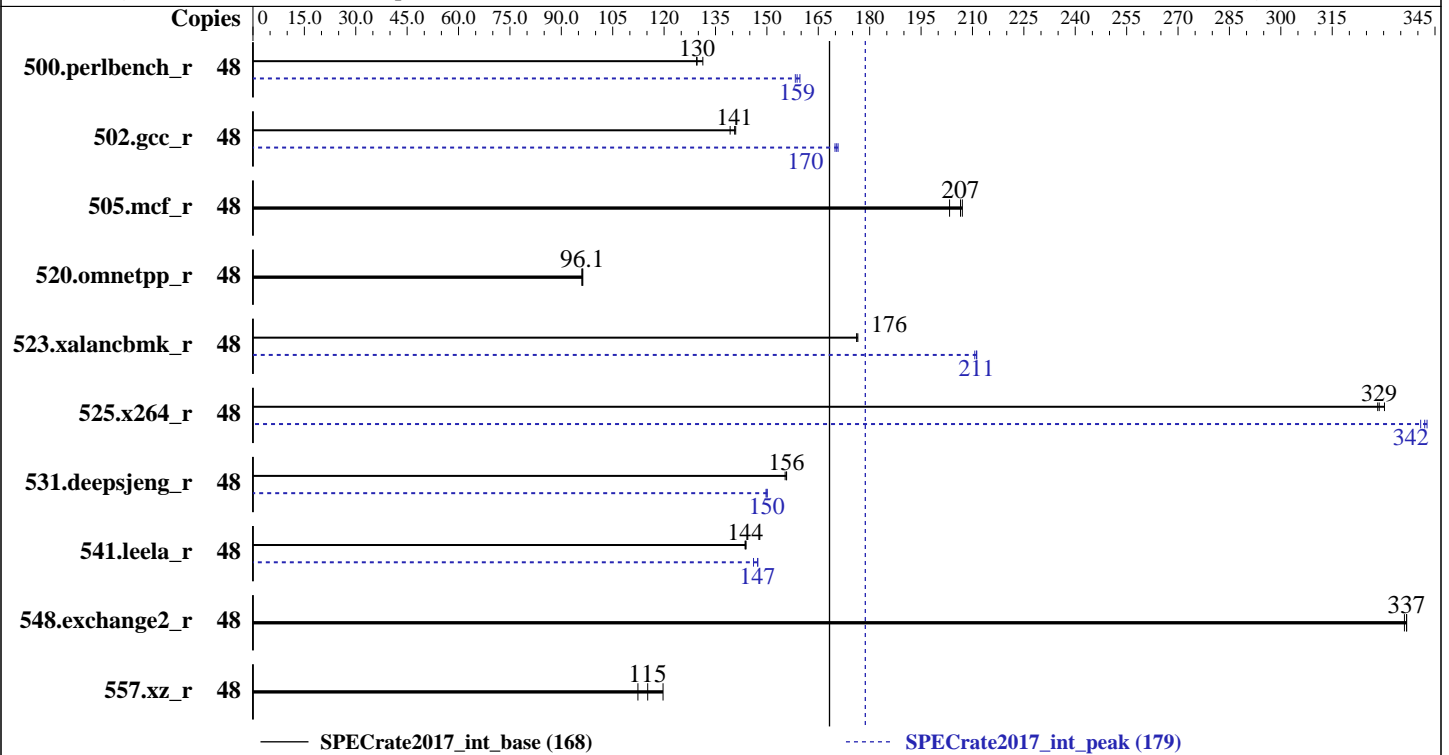 Copies 0 15.0 30.0 45.0 60.0 75.0 90.0 105 120 135 150 165 180 195 210 225 240 255 270 285 300 315 345
130
500.perlbench_r 48
159
141
502.gcc_r 48
170
207
505.mcf_r 48
96.1
520.omnetpp_r 48
176
523.xalancbmk_r 48
211
329
525.x264_r 48
342
156
531.deepsjeng_r 48
150
144
541.leela_r 48
147
337
548.exchange2_r 48
115
557.xz_r 48
SPECrate2017_int_base (168) SPECrate2017_int_peak (179)